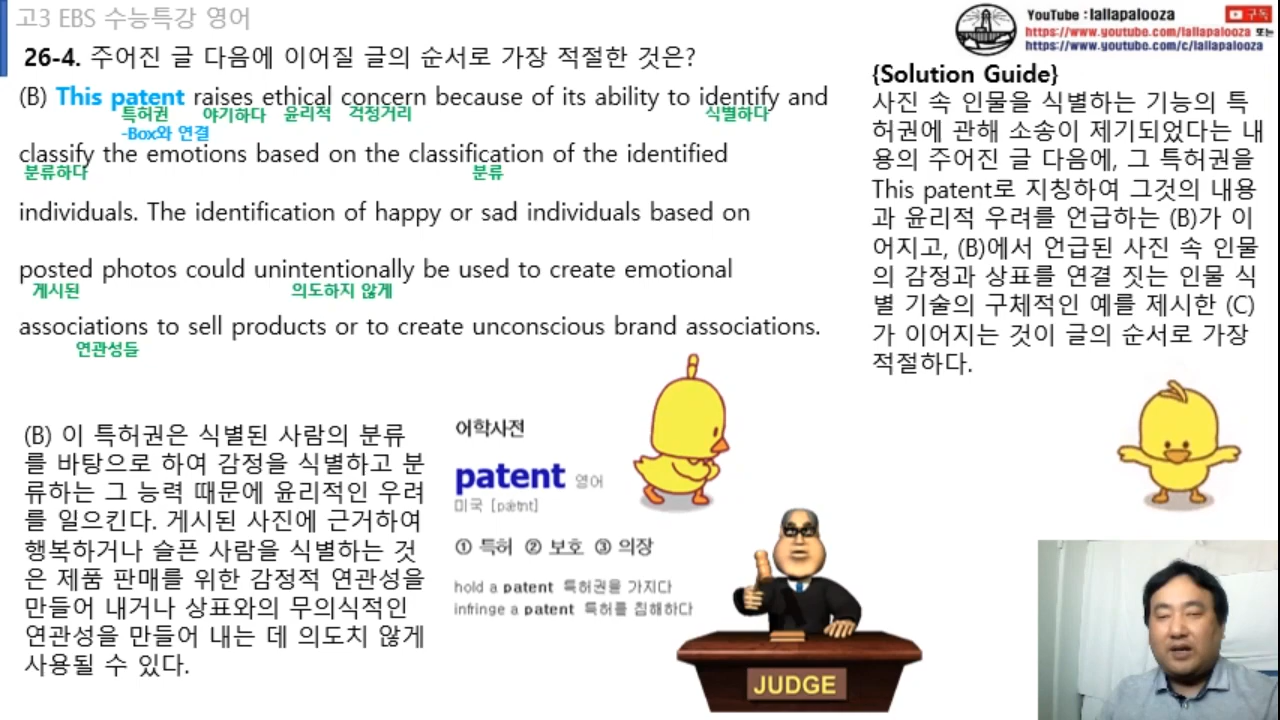 고3 EBS 수능특강 영어
YouTube : lallapalooza
구독
https://www.youtube.com/lallapalooza 또는
https://www.youtube.com/c/lallapalooza
26-4. 주어진 글 다음에 이어질 글의 순서로 가장 적절한 것은?
(B) This patent raises ethical concern because of its ability to identify and
특허권 야기하다 윤리적 걱정거리 식별하다
-Box와 연결
classify the emotions based on the classification of the identified
분류하다 분류
individuals. The identification of happy or sad individuals based on
posted photos could unintentionally be used to create emotional
게시된 의도하지 않게
associations to sell products or to create unconscious brand associations.
연관성들
{Solution Guide}
사진 속 인물을 식별하는 기능의 특
허권에 관해 소송이 제기되었다는 내
용의 주어진 글 다음에, 그 특허권을
This patent로 지칭하여 그것의 내용
과 윤리적 우려를 언급하는 (B)가 이
어지고, (B)에서 언급된 사진 속 인물
의 감정과 상표를 연결 짓는 인물 식
별 기술의 구체적인 예를 제시한 (C)
가 이어지는 것이 글의 순서로 가장
적절하다.
(B) 이 특허권은 식별된 사람의 분류
를 바탕으로 하여 감정을 식별하고 분
류하는 그 능력 때문에 윤리적인 우려
를 일으킨다. 게시된 사진에 근거하여
행복하거나 슬픈 사람을 식별하는 것
은 제품 판매를 위한 감정적 연관성을
만들어 내거나 상표와의 무의식적인
연관성을 만들어 내는 데 의도치 않게
사용될 수 있다.
어학사전
patent 영어
미국 [pǽtnt]
① 특허 ② 보호 ③ 의장
hold a patent 특허권을 가지다
infringe a patent 특허를 침해하다
JUDGE